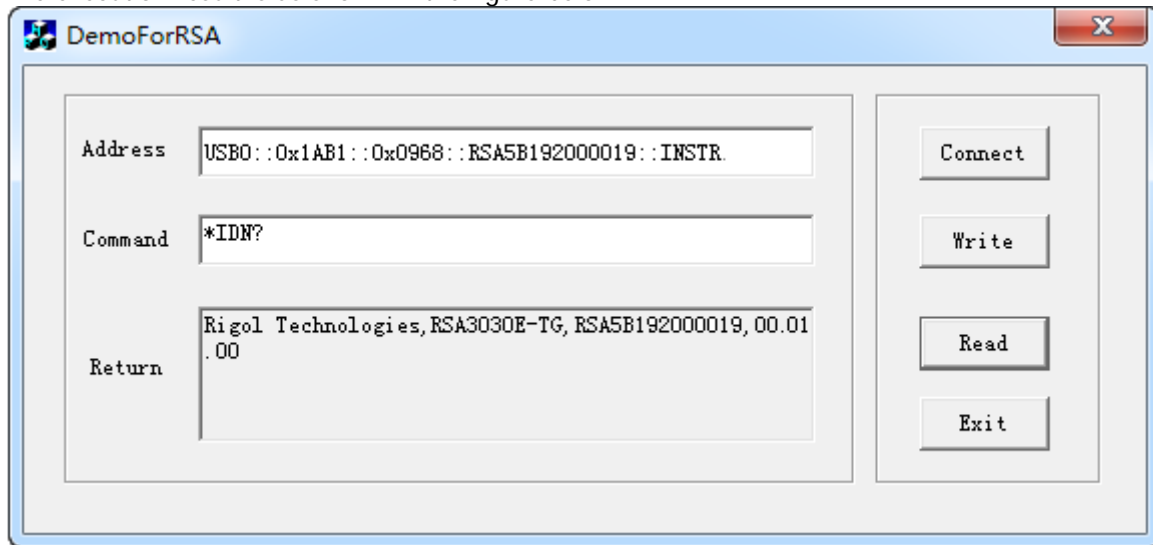 DemoForRSA
Address
USB0::0x1AB1::0x0968::RSA5B192000019::INSTR.
Connect
Command
*IDN?
Write
Return
Rigol Technologies,RSA3030E-TG,RSA5B192000019,00.01
.00
Read
Exit